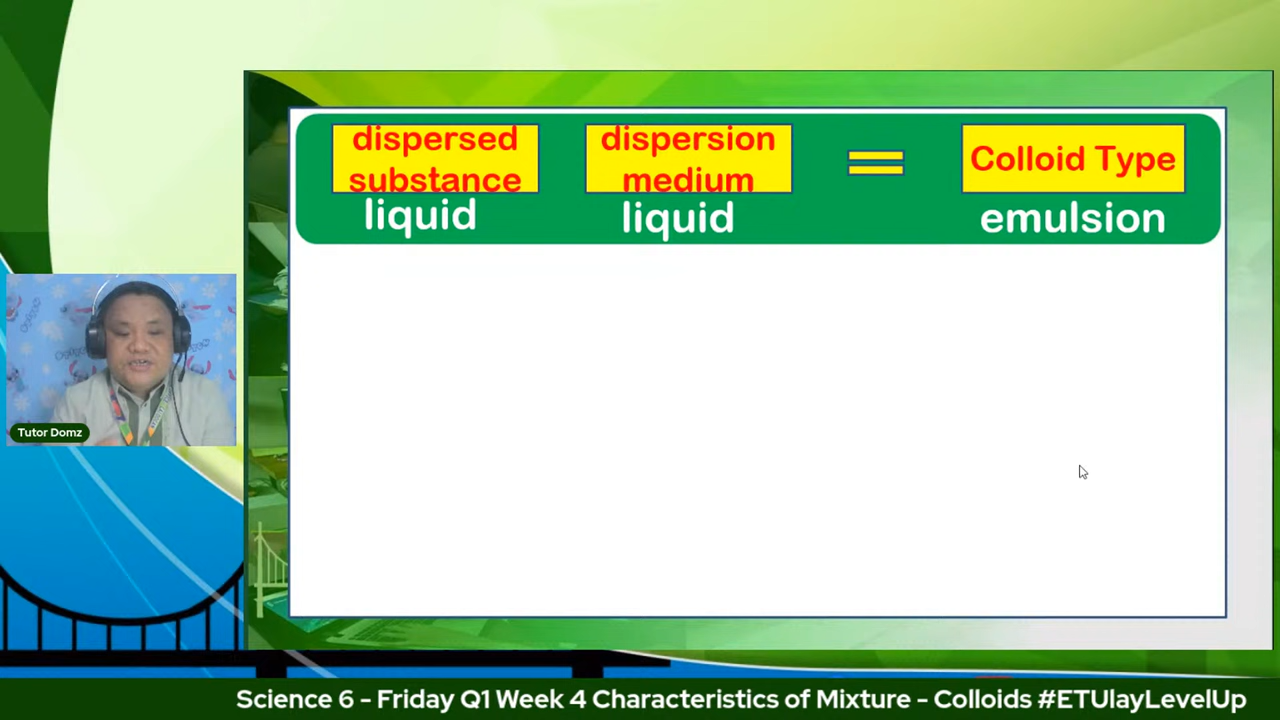 dispersed
substance
liquid
dispersion
medium
liquid
=
Colloid Type
emulsion
Tutor Domz
Science 6 - Friday Q1 Week 4 Characteristics of Mixture - Colloids #ETUlayLevelUp